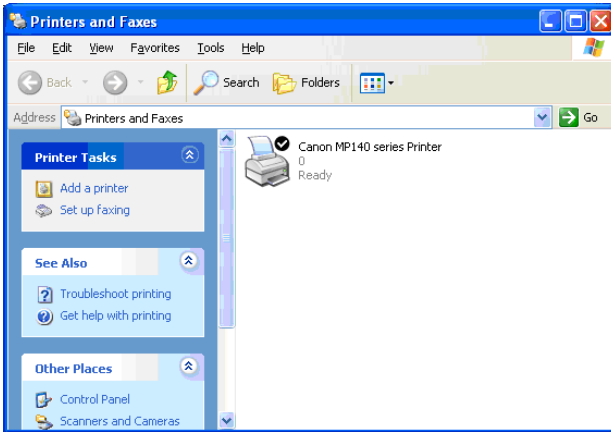 Printers and Faxes
File Edit View Favorites Tools Help
Back Search Folders
Address Printers and Faxes Go
Printer Tasks
Add a printer
Set up faxing
See Also
Troubleshoot printing
Get help with printing
Other Places
Control Panel
Scanners and Cameras
Canon MP140 series Printer
0
Ready